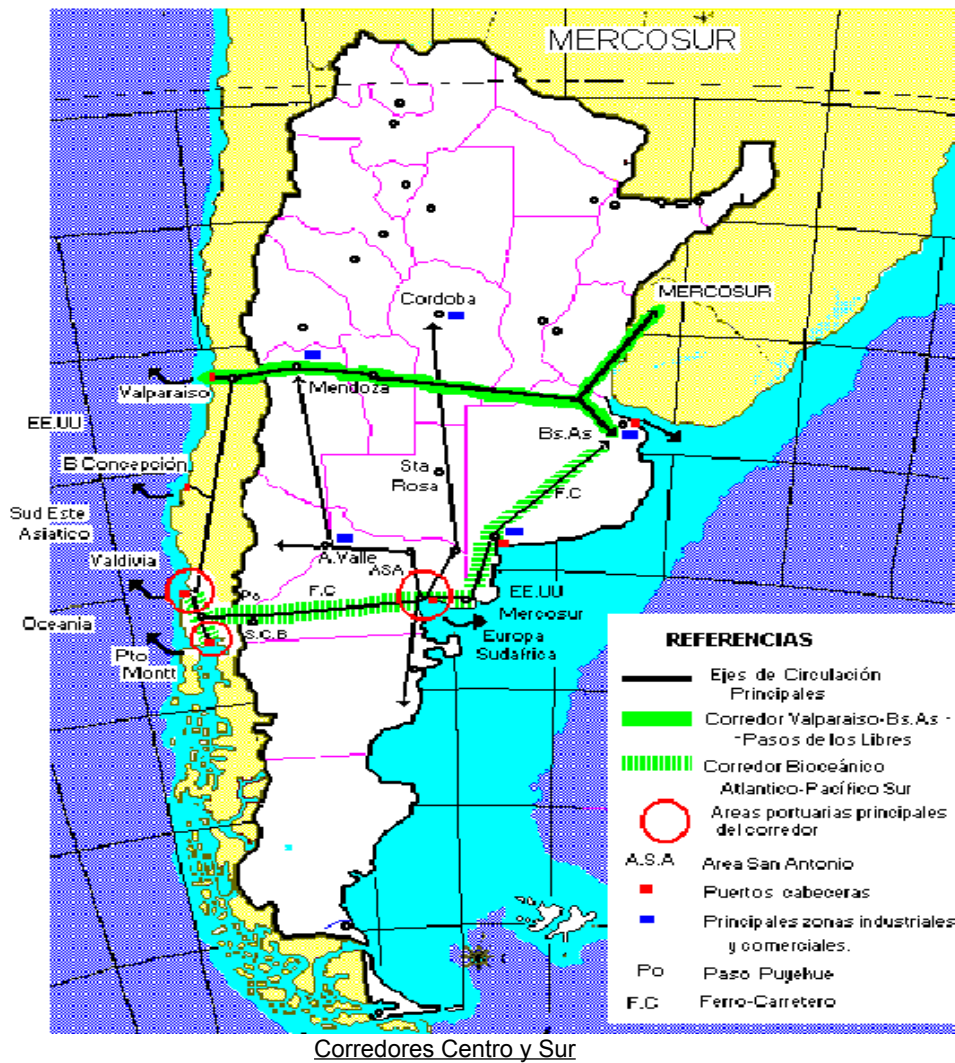 MERCOSUR
MERCOSUR
Cordoba
Valparaiso
Mendoza
EE.UU
Bs.As
B Concepción
Sta
Rosa
F.C
Sud Este
Asiatico
Valdivia
A.Valle
ASA
Po
F.C
EE.UU
Mercosur
Oceania
S.C.B
Europa
Sudafrica
Pto
Montt
REFERENCIAS
Ejes de Circulación
Principales
Corredor Valparaiso-Bs.As -
-Pasos de los Libres
Corredor Bioceánico
Atlantico-Pacífico Sur
Areas portuarias principales
del corredor
A.S.A Area San Antonio
Puertos cabeceras
Principales zonas industriales
y comerciales.
Po Paso Puyehue
F.C Ferro-Carretero
Corredores Centro y Sur